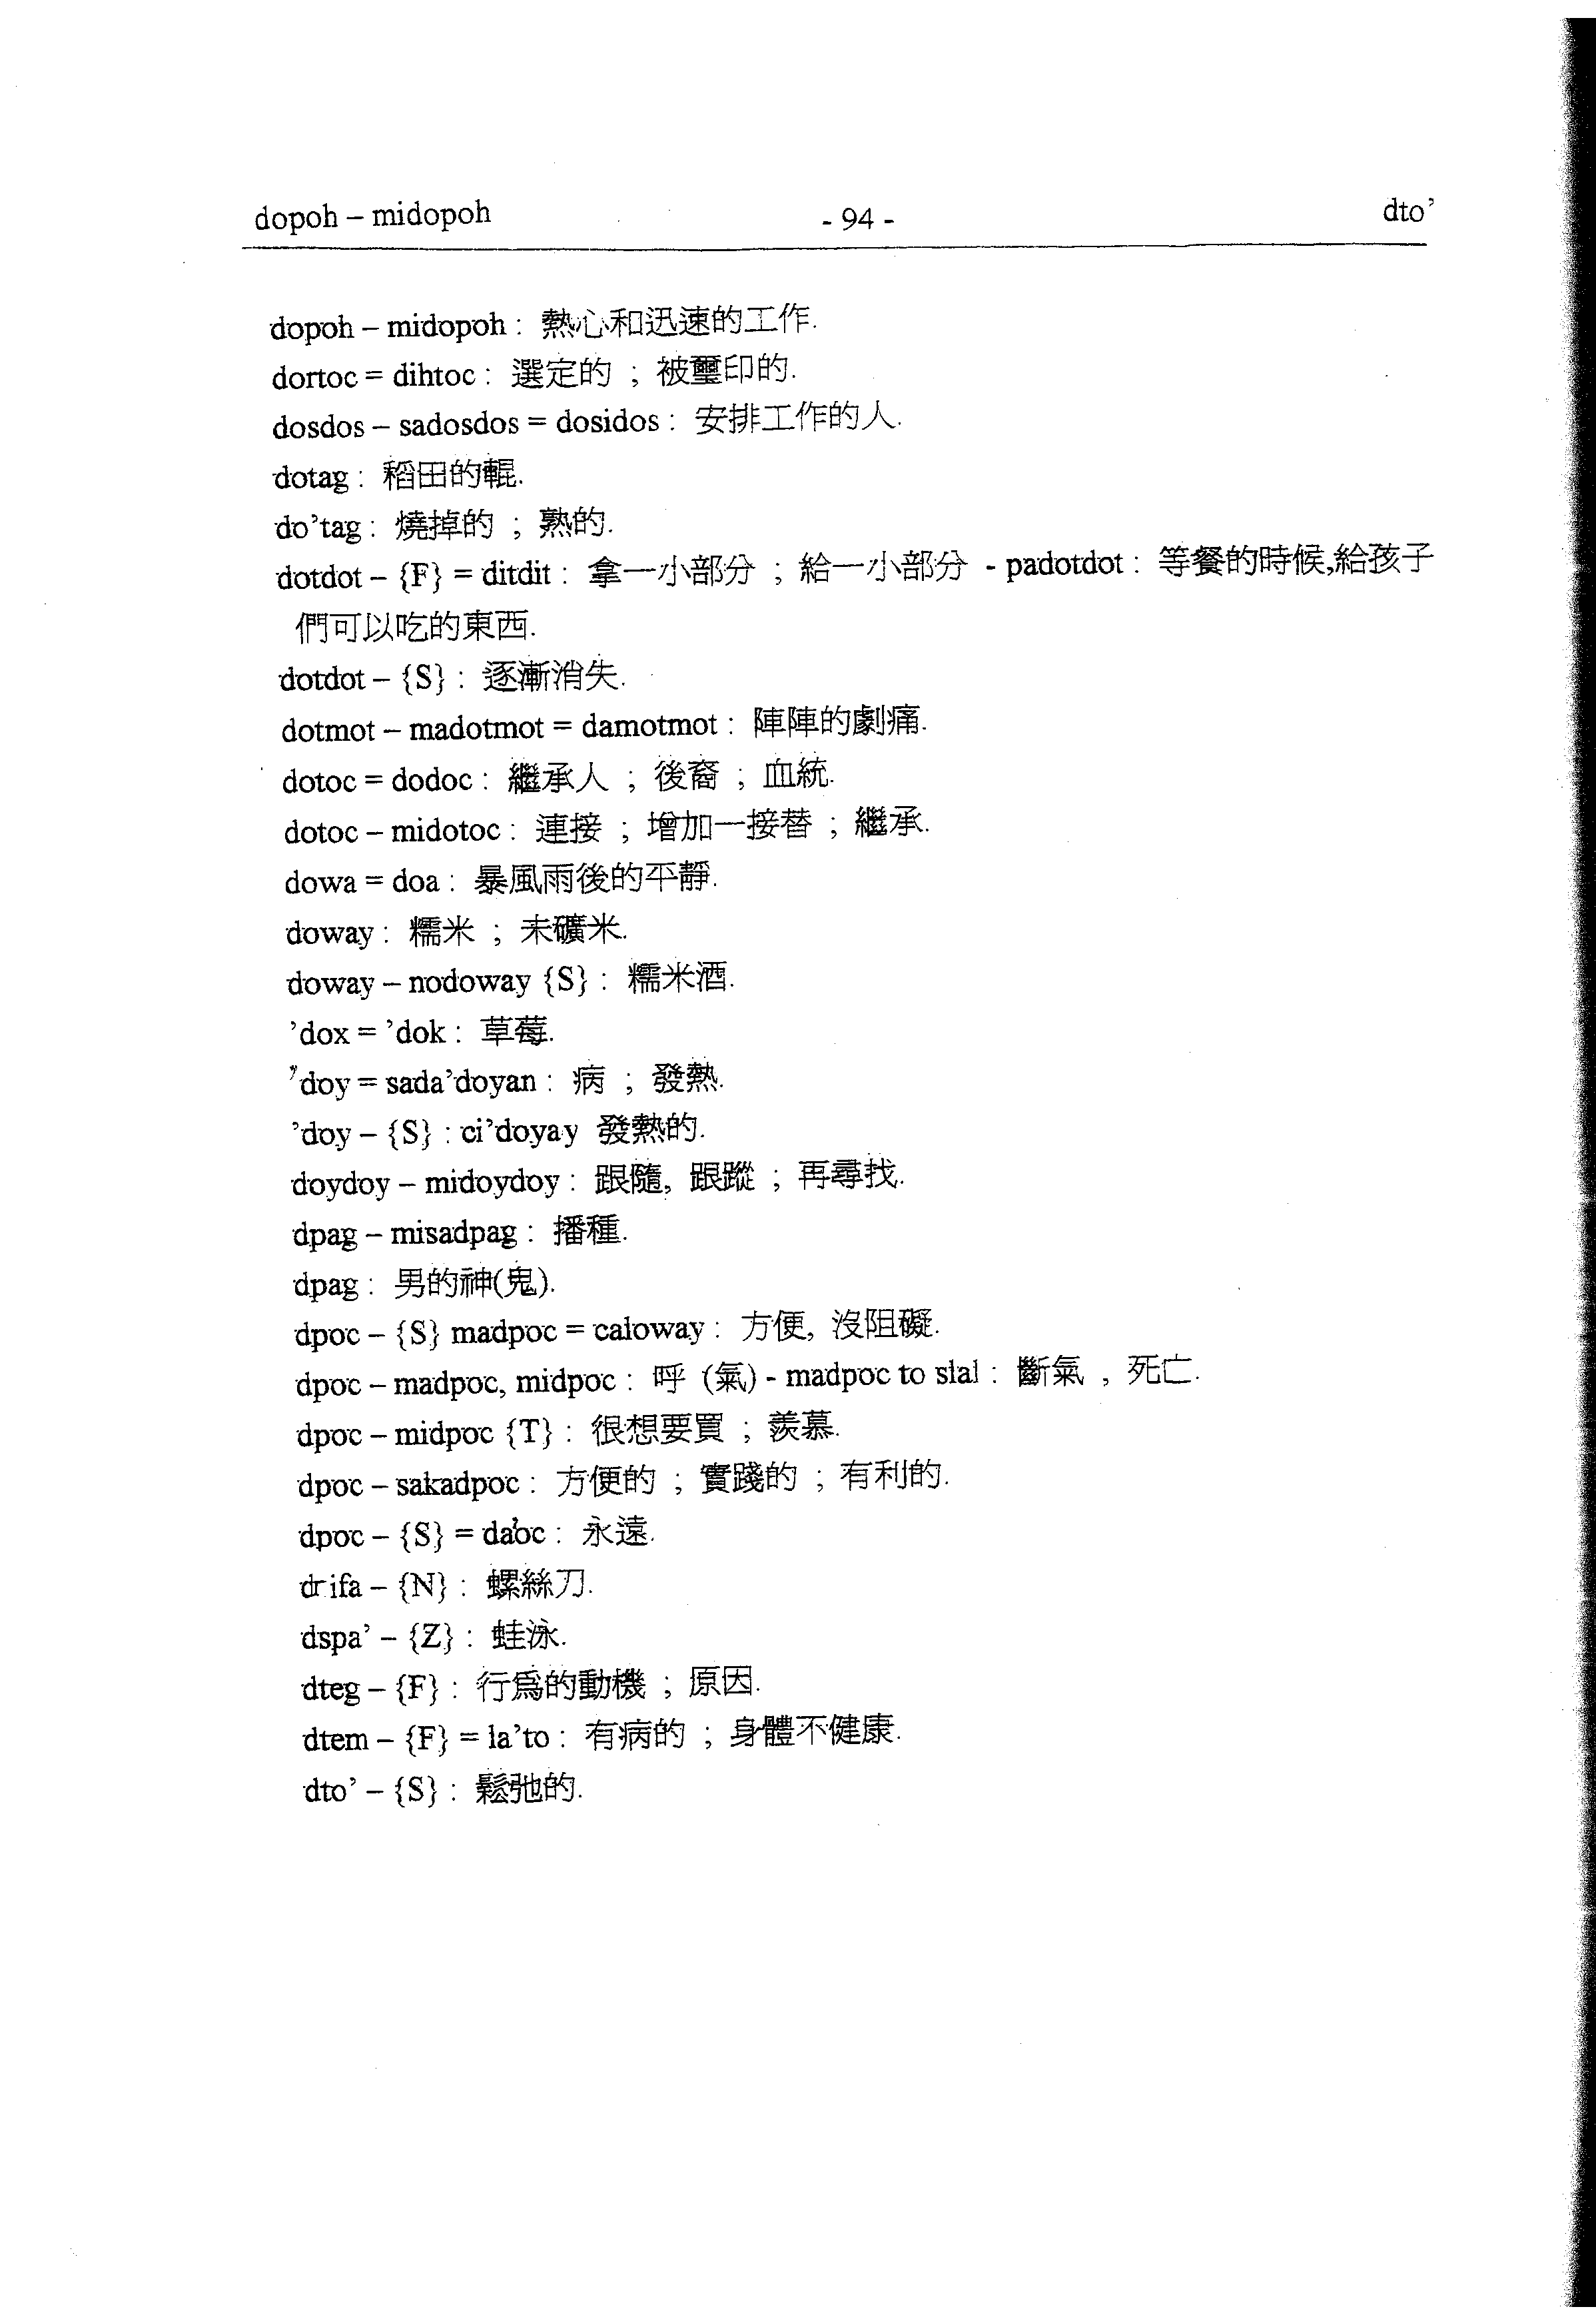 dopoh – midopoh - 94 - dto’
dopoh – midopoh : 熱心和迅速的工作.
dortoc = dihtoc : 選定的 ; 被璽印的.
dosdos – sadosdos = dosidos : 安排工作的人.
dotag : 稻田的輥.
do’tag : 燒掉的 ; 熟的.
dotdot – {F} = ditdit : 拿一小部分 ; 給一小部分 - padotdot : 等餐的時候,給孩子
們可以吃的東西.
dotdot – {S} : 逐漸消失.
dotmot – madotmot = damotmot : 陣陣的劇痛.
dotoc = dodoc : 繼承人 ; 後裔 ; 血統.
dotoc – midotoc : 連接 ; 增加一接替 ; 繼承.
dowa = doa : 暴風雨後的平靜.
doway : 糯米 ; 未礦米.
doway – nodoway {S} : 糯米酒.
’dox = ’dok : 草莓.
’doy = sada’doyan : 病 ; 發熱.
’doy – {S} : ci’doyay 發熱的.
doydoy – midoydoy : 跟隨, 跟蹤 ; 再尋找.
dpag – misadpag : 播種.
dpag : 男的神(鬼).
dpoc – {S} madpoc = caloway : 方便, 沒阻礙.
dpoc – madpoc, midpoc : 呼 (氣) - madpoc to slal : 斷氣 , 死亡.
dpoc – midpoc {T} : 很想要買 ; 羨慕.
dpoc – sakadpoc : 方便的 ; 實踐的 ; 有利的.
dpoc – {S} = da’oc : 永遠.
drifa – {N} : 螺絲刀.
dspa’ – {Z} : 蛙泳.
dteg – {F} : 行爲的動機 ; 原因.
dtem – {F} = la’to : 有病的 ; 身體不健康.
dto’ – {S} : 鬆弛的.